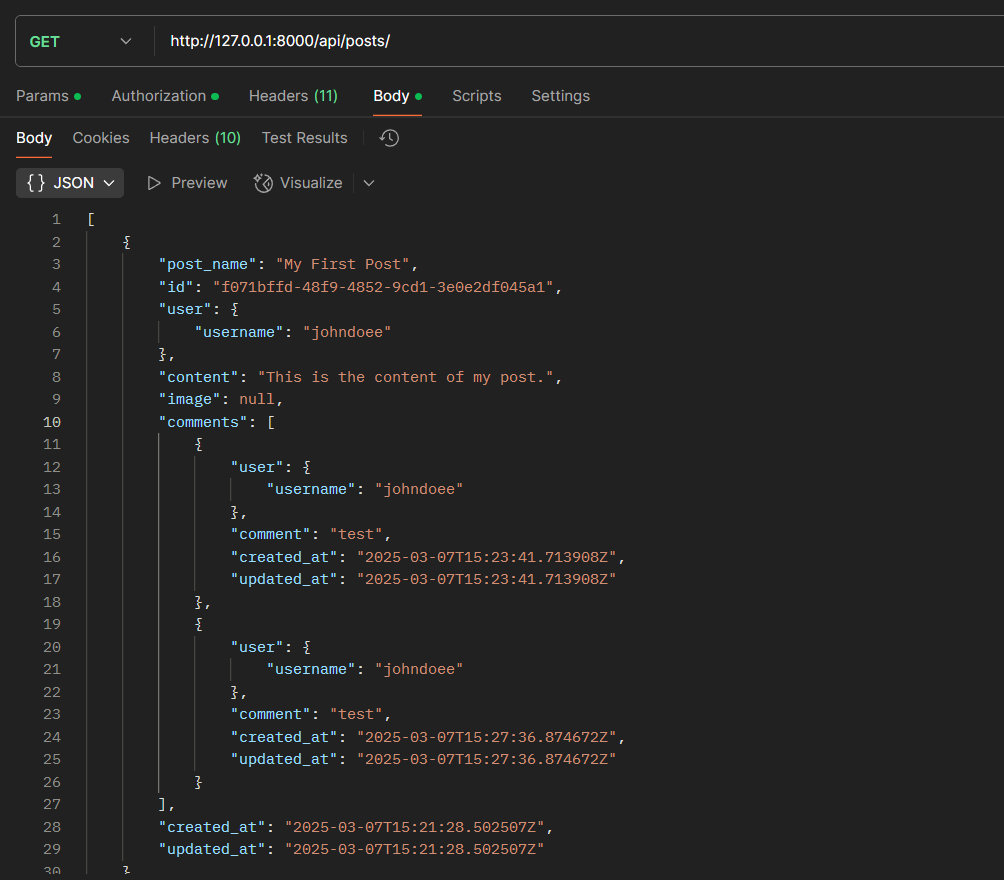 GET http://127.0.0.1:8000/api/posts/
Params Authorization Headers (11) Body Scripts Settings
Body Cookies Headers (10) Test Results
{} JSON Preview Visualize
1 [
2 {
3 "post_name": "My First Post",
4 "id": "f071bffd-48f9-4852-9cd1-3e0e2df045a1",
5 "user": {
6 "username": "johndoee"
7 },
8 "content": "This is the content of my post.",
9 "image": null,
10 "comments": [
11 {
12 "user": {
13 "username": "johndoee"
14 },
15 "comment": "test",
16 "created_at": "2025-03-07T15:23:41.713908Z",
17 "updated_at": "2025-03-07T15:23:41.713908Z"
18 },
19 {
20 "user": {
21 "username": "johndoee"
22 },
23 "comment": "test",
24 "created_at": "2025-03-07T15:27:36.874672Z",
25 "updated_at": "2025-03-07T15:27:36.874672Z"
26 }
27 ],
28 "created_at": "2025-03-07T15:21:28.502507Z",
29 "updated_at": "2025-03-07T15:21:28.502507Z"
30 }